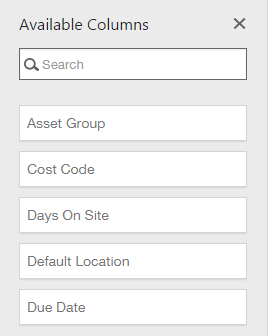 Available Columns
Search
Asset Group
Cost Code
Days On Site
Default Location
Due Date